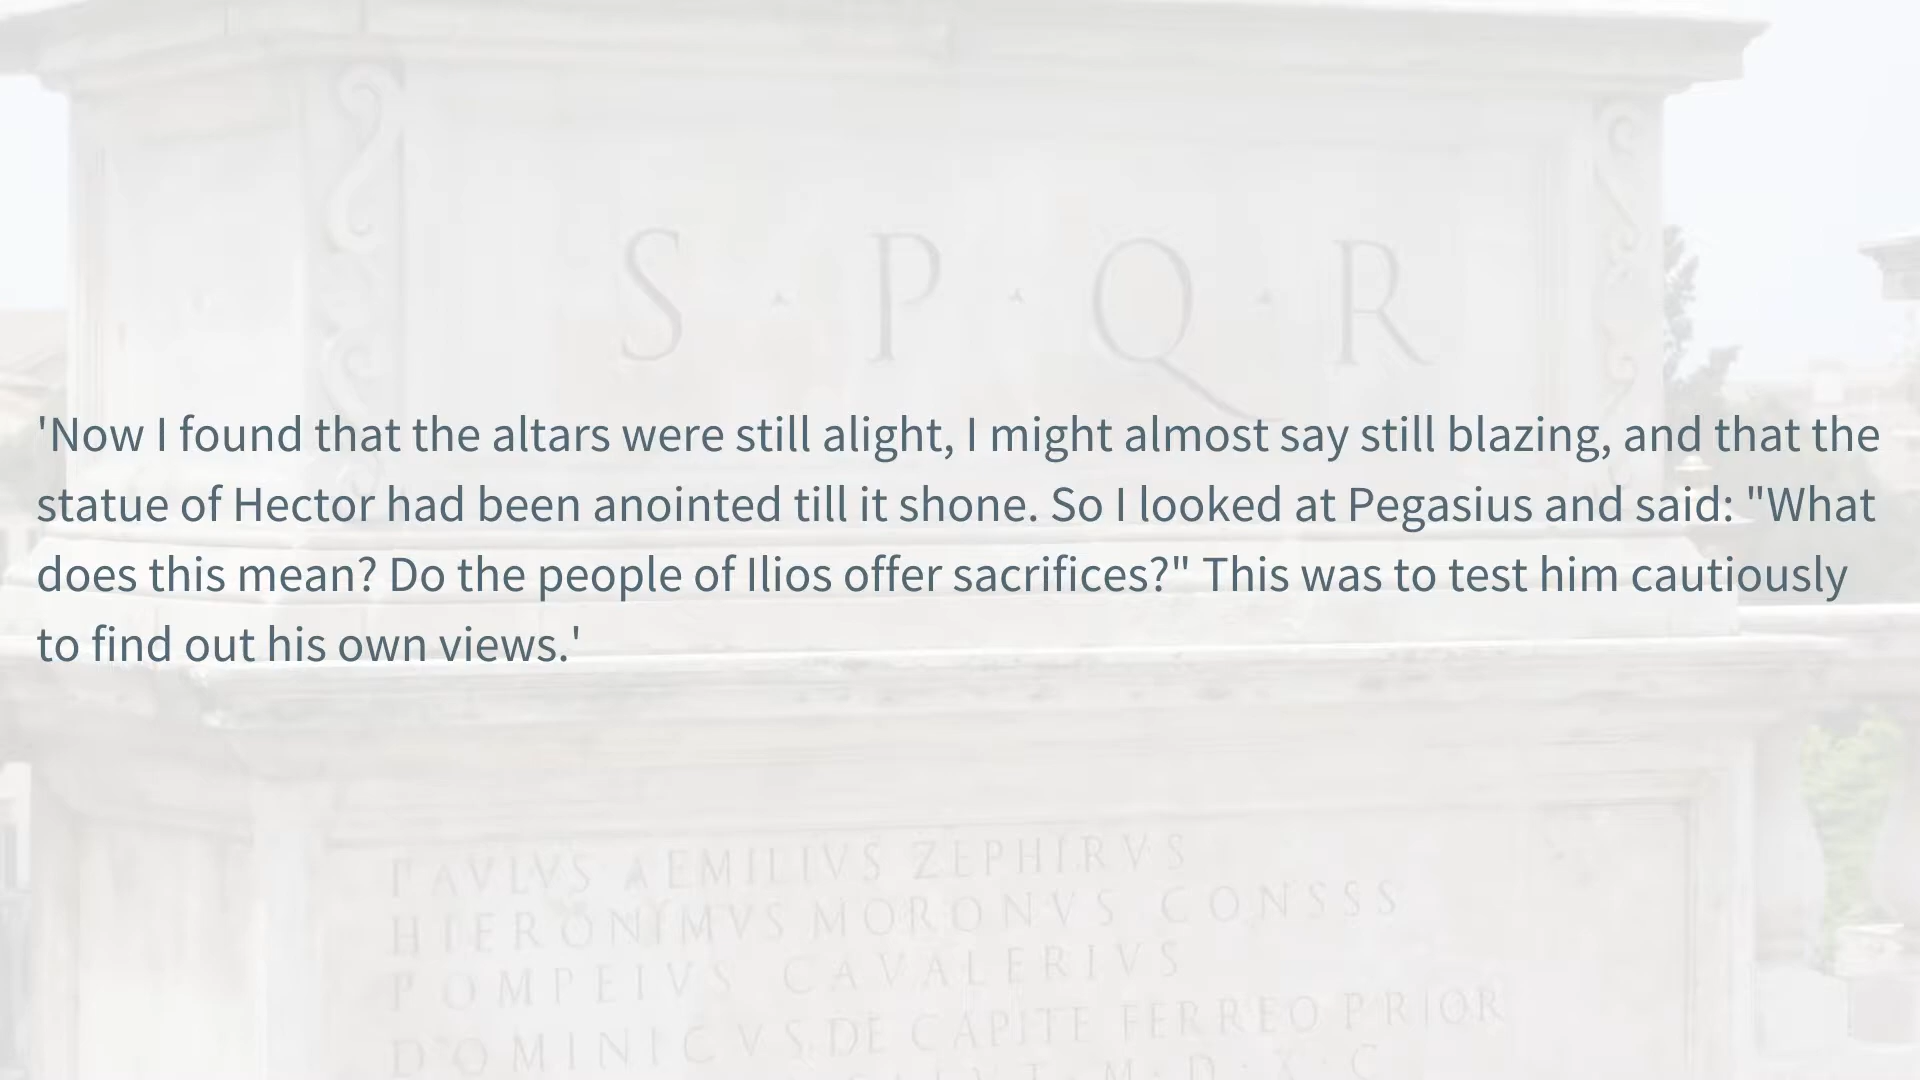 S · P · Q · R
'Now I found that the altars were still alight, I might almost say still blazing, and that the
statue of Hector had been anointed till it shone. So I looked at Pegasius and said: "What
does this mean? Do the people of Ilios offer sacrifices?" This was to test him cautiously
to find out his own views.'
PAVLVS AEMILIVS ZEPHIRVS
HIERONIMVS MORONVS CONSSS
POMPEIVS CAVALERIVS
DOMINICVS DE CAPITE FERREO PRIOR